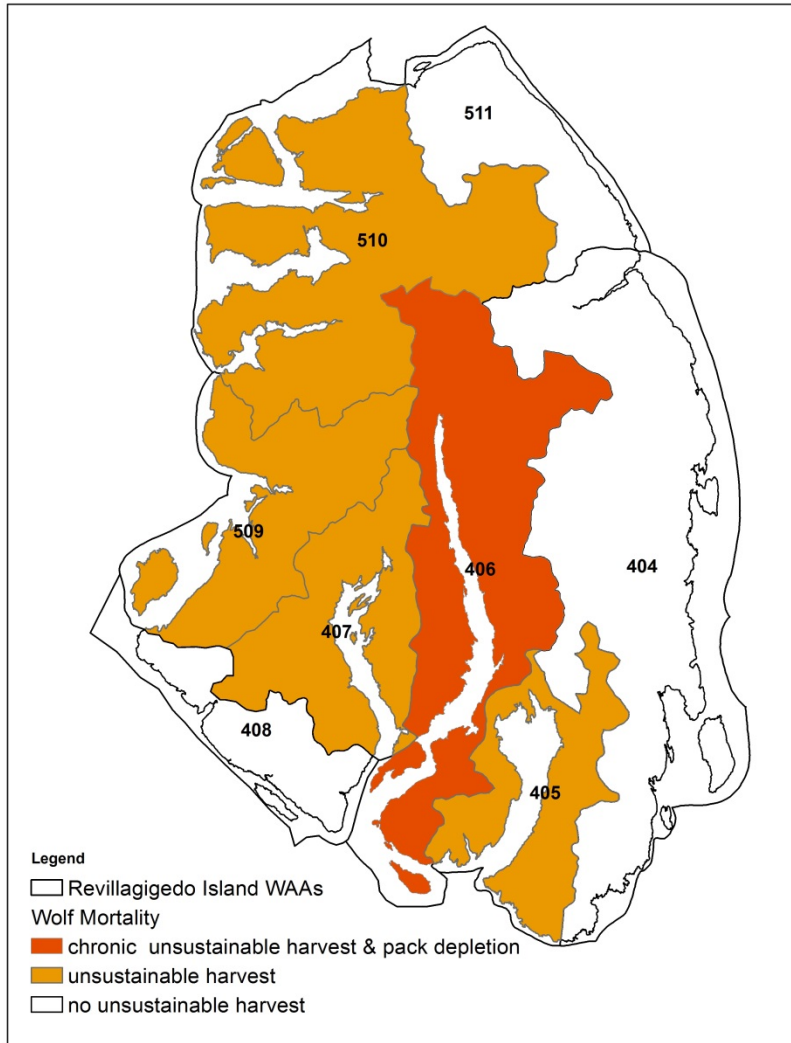 511
510
406
404
509
407
408
405
Legend
Revillagigedo Island WAAs
Wolf Mortality
chronic unsustainable harvest & pack depletion
unsustainable harvest
no unsustainable harvest